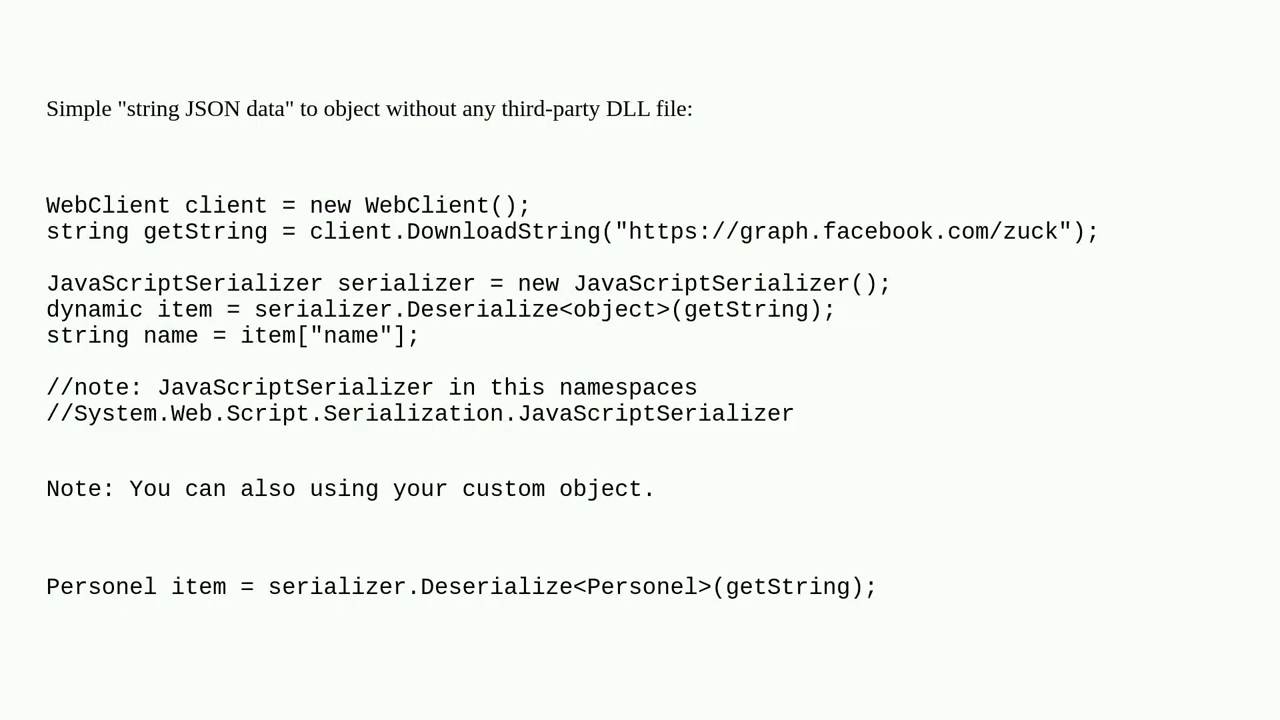 Simple "string JSON data" to object without any third-party DLL file:
WebClient client = new WebClient();
string getString = client.DownloadString("https://graph.facebook.com/zuck");
JavaScriptSerializer serializer = new JavaScriptSerializer();
dynamic item = serializer.Deserialize<object>(getString);
string name = item["name"];
//note: JavaScriptSerializer in this namespaces
//System.Web.Script.Serialization.JavaScriptSerializer
Note: You can also using your custom object.
Personel item = serializer.Deserialize<Personel>(getString);